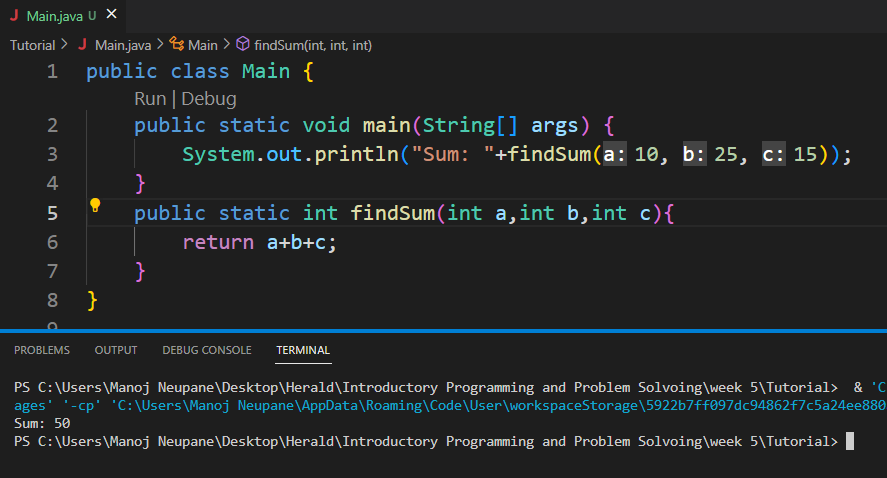 J Main.java U ×
Tutorial > J Main.java > Main > findSum(int, int, int)
1 public class Main {
Run | Debug
2 public static void main(String[] args) {
3 System.out.println("Sum: "+findSum(a: 10, b: 25, c: 15));
4 }
5 public static int findSum(int a,int b,int c){
6 return a+b+c;
7 }
8 }
9
PROBLEMS OUTPUT DEBUG CONSOLE TERMINAL
PS C:\Users\Manoj Neupane\Desktop\Herald\Introductory Programming and Problem Solvoing\week 5\Tutorial> & 'C
ages' '-cp' 'C:\Users\Manoj Neupane\AppData\Roaming\Code\User\workspaceStorage\5922b7ff097dc94862f7c5a24ee880
Sum: 50
PS C:\Users\Manoj Neupane\Desktop\Herald\Introductory Programming and Problem Solvoing\week 5\Tutorial>